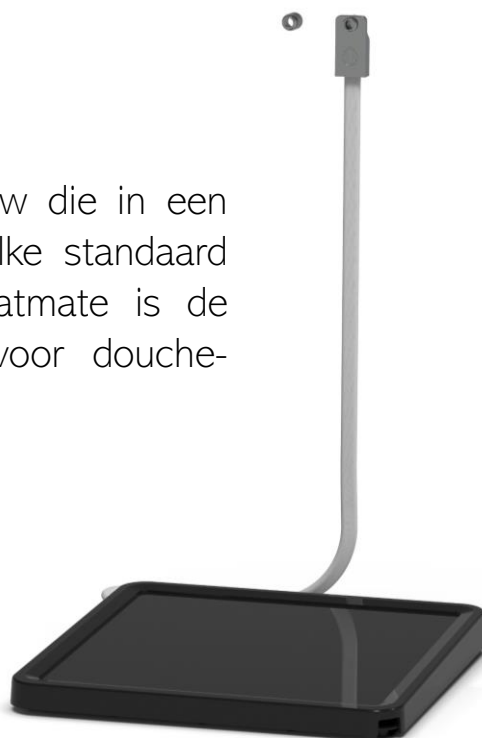 w die in een
lke standaard
atmate is de
voor douche-